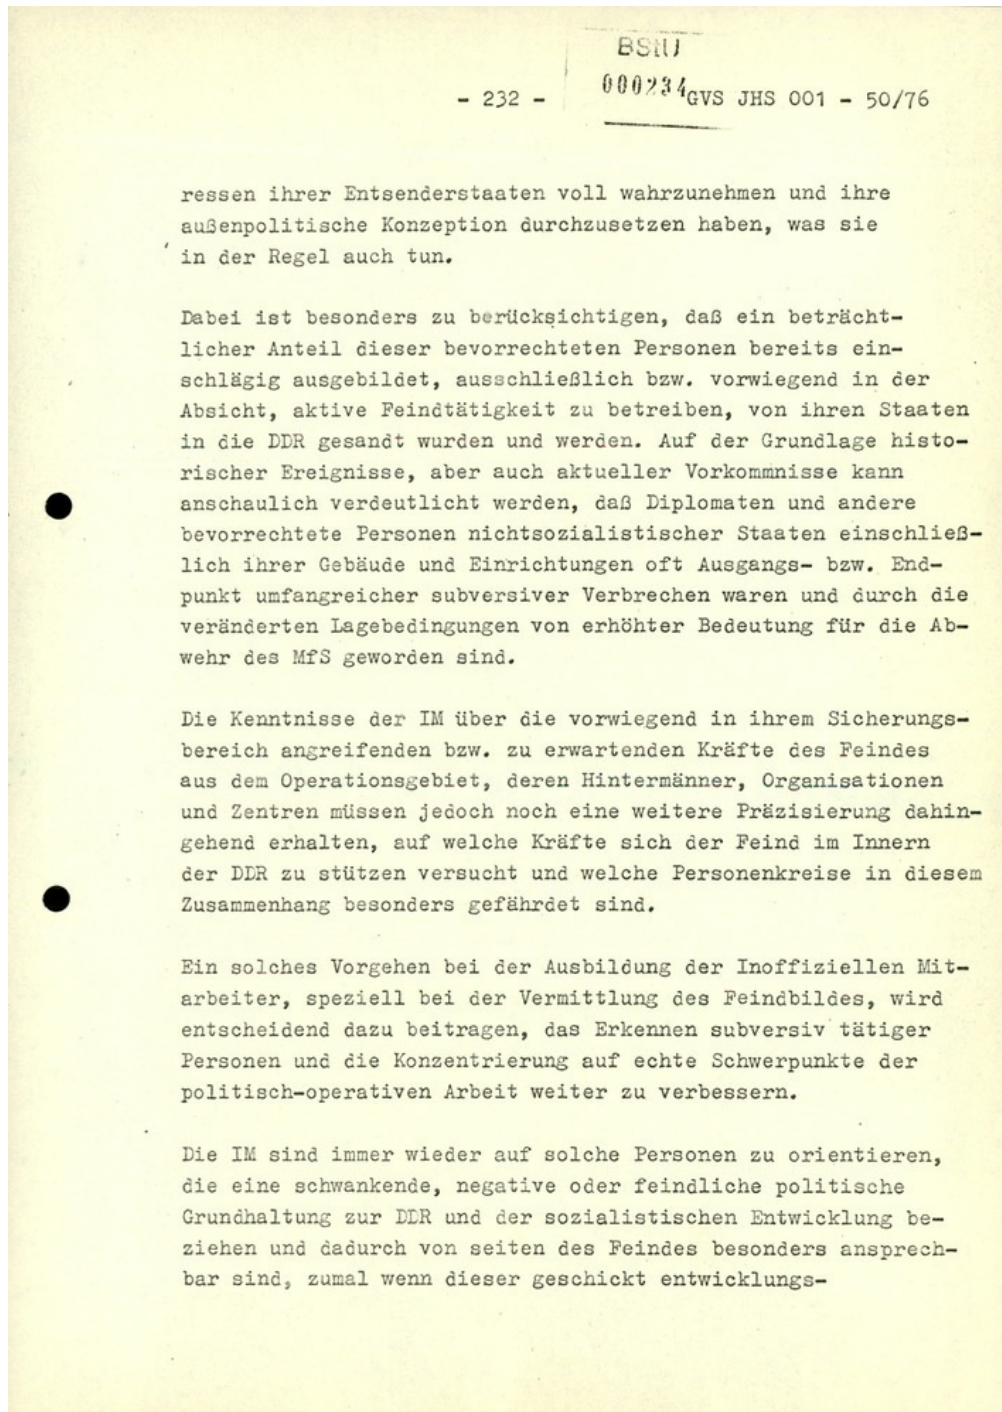 BStU
000234
- 232 - GVS JHS 001 - 50/76
ressen ihrer Entsenderstaaten voll wahrzunehmen und ihre
außenpolitische Konzeption durchzusetzen haben, was sie
in der Regel auch tun.
Dabei ist besonders zu berücksichtigen, daß ein beträcht-
licher Anteil dieser bevorrechteten Personen bereits ein-
schlägig ausgebildet, ausschließlich bzw. vorwiegend in der
Absicht, aktive Feindtätigkeit zu betreiben, von ihren Staaten
in die DDR gesandt wurden und werden. Auf der Grundlage histo-
rischer Ereignisse, aber auch aktueller Vorkommnisse kann
anschaulich verdeutlicht werden, daß Diplomaten und andere
bevorrechtete Personen nichtsozialistischer Staaten einschließ-
lich ihrer Gebäude und Einrichtungen oft Ausgangs- bzw. End-
punkt umfangreicher subversiver Verbrechen waren und durch die
veränderten Lagebedingungen von erhöhter Bedeutung für die Ab-
wehr des MfS geworden sind.
Die Kenntnisse der IM über die vorwiegend in ihrem Sicherungs-
bereich angreifenden bzw. zu erwartenden Kräfte des Feindes
aus dem Operationsgebiet, deren Hintermänner, Organisationen
und Zentren müssen jedoch noch eine weitere Präzisierung dahin-
gehend erhalten, auf welche Kräfte sich der Feind im Innern
der DDR zu stützen versucht und welche Personenkreise in diesem
Zusammenhang besonders gefährdet sind.
Ein solches Vorgehen bei der Ausbildung der Inoffiziellen Mit-
arbeiter, speziell bei der Vermittlung des Feindbildes, wird
entscheidend dazu beitragen, das Erkennen subversiv tätiger
Personen und die Konzentrierung auf echte Schwerpunkte der
politisch-operativen Arbeit weiter zu verbessern.
Die IM sind immer wieder auf solche Personen zu orientieren,
die eine schwankende, negative oder feindliche politische
Grundhaltung zur DDR und der sozialistischen Entwicklung be-
ziehen und dadurch von seiten des Feindes besonders ansprech-
bar sind, zumal wenn dieser geschickt entwicklungs-